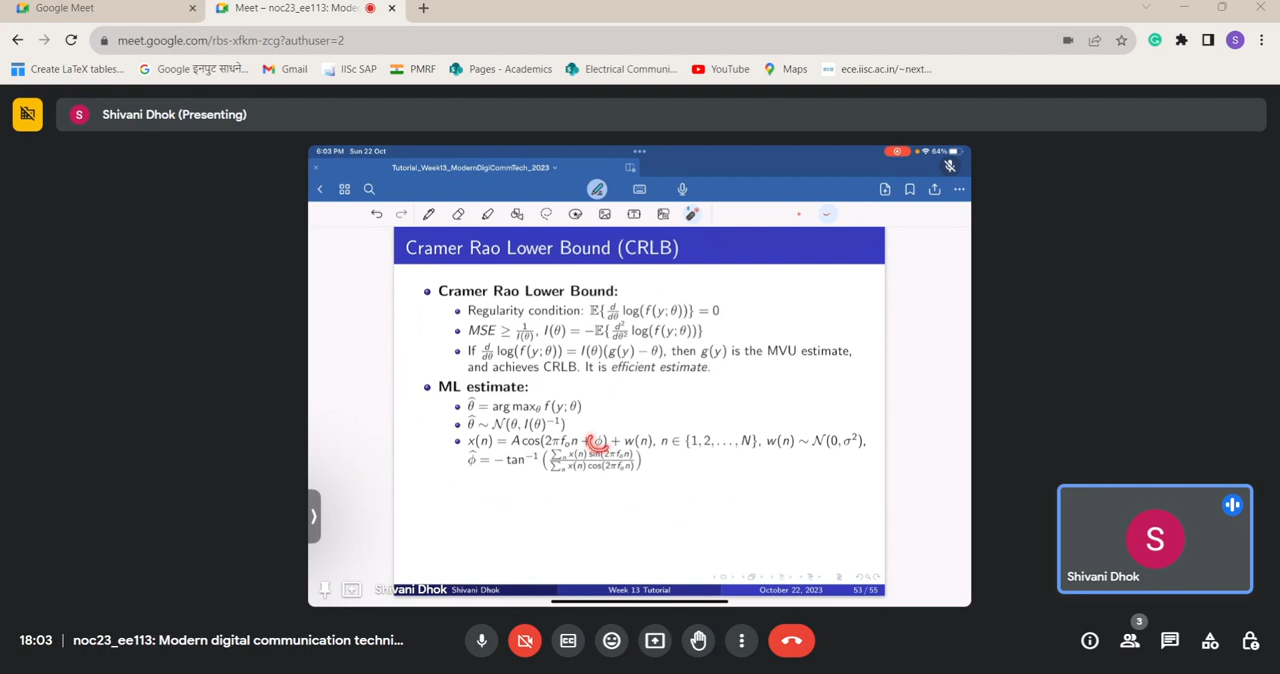 Google Meet
Meet – noc23_ee113: Mode
meet.google.com/rbs-xfkm-zcg?authuser=2
S
Create LaTeX tables...
Google इनपुट साधने...
Gmail
IISc SAP
PMRF
Pages - Academics
Electrical Communi...
YouTube
Maps
ece.iisc.ac.in/~next...
S
Shivani Dhok (Presenting)
6:03 PM Sun 22 Oct
64%
Tutorial_Week13_ModernDigiCommTech_2023
Cramer Rao Lower Bound (CRLB)
Cramer Rao Lower Bound:
Regularity condition: 𝔼{d/dθ log(f(y; θ))} = 0
MSE ≥ 1/I(θ), I(θ) = −𝔼{d²/dθ² log(f(y; θ))}
If d/dθ log(f(y; θ)) = I(θ)(g(y) − θ), then g(y) is the MVU estimate,
and achieves CRLB. It is efficient estimate.
ML estimate:
θ̂ = arg max_θ f(y; θ)
θ̂ ∼ 𝒩(θ, I(θ)⁻¹)
x(n) = A cos(2πf₀n + ϕ) + w(n), n ∈ {1, 2, . . . , N}, w(n) ∼ 𝒩(0, σ²),
ϕ̂ = − tan⁻¹ (∑ₙ x(n) sin(2πf₀n) / ∑ₙ x(n) cos(2πf₀n))
Shivani Dhok
Shivani Dhok
Week 13 Tutorial
October 22, 2023
53 / 55
S
Shivani Dhok
18:03
noc23_ee113: Modern digital communication techni...
3